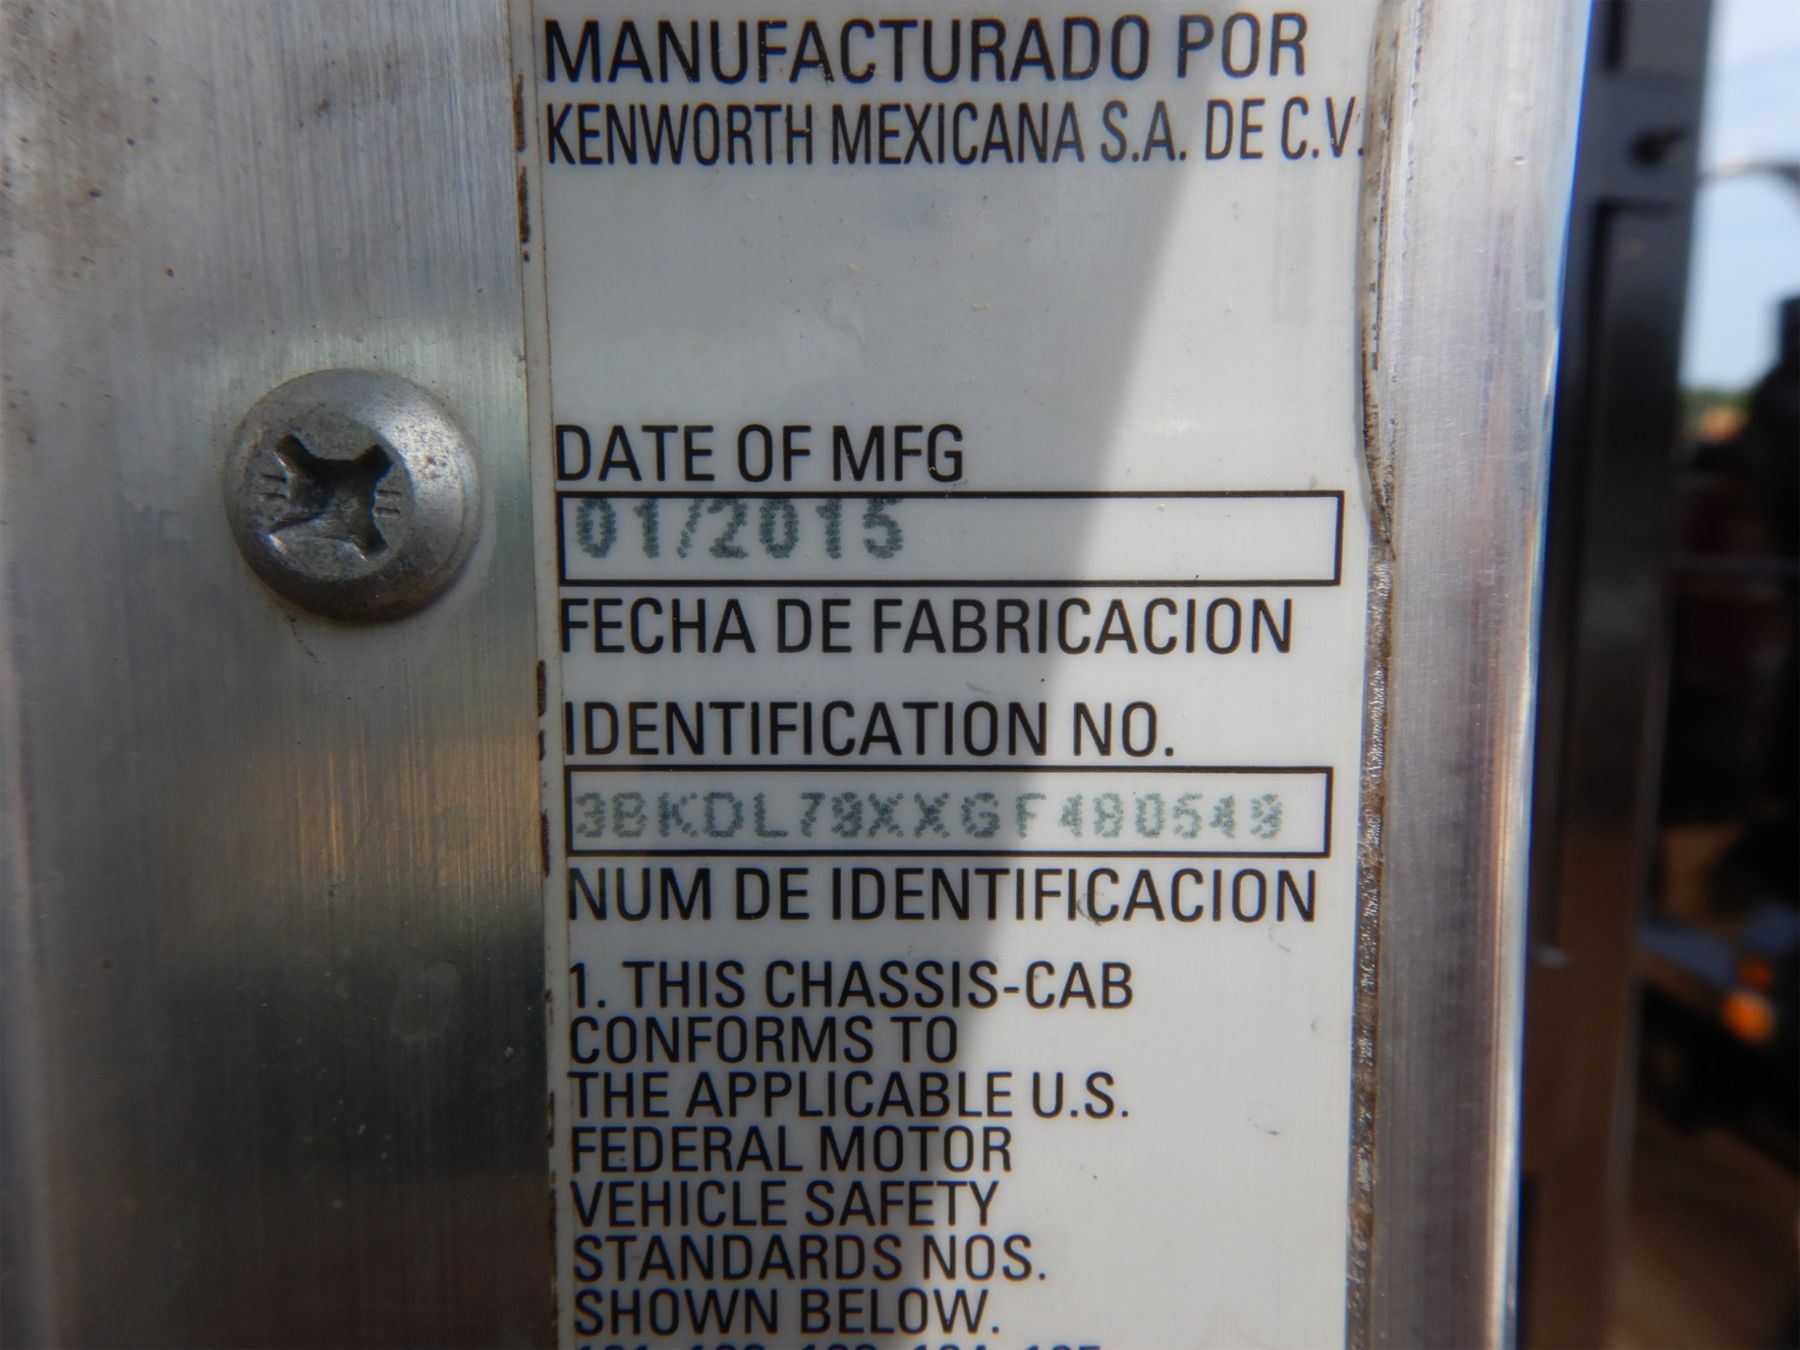 MANUFACTURADO POR
KENWORTH MEXICANA S.A. DE C.V.
DATE OF MFG
01/2015
FECHA DE FABRICACION
IDENTIFICATION NO.
3BKDL79XXGF480549
NUM DE IDENTIFICACION
1. THIS CHASSIS-CAB
CONFORMS TO
THE APPLICABLE U.S.
FEDERAL MOTOR
VEHICLE SAFETY
STANDARDS NOS.
SHOWN BELOW.